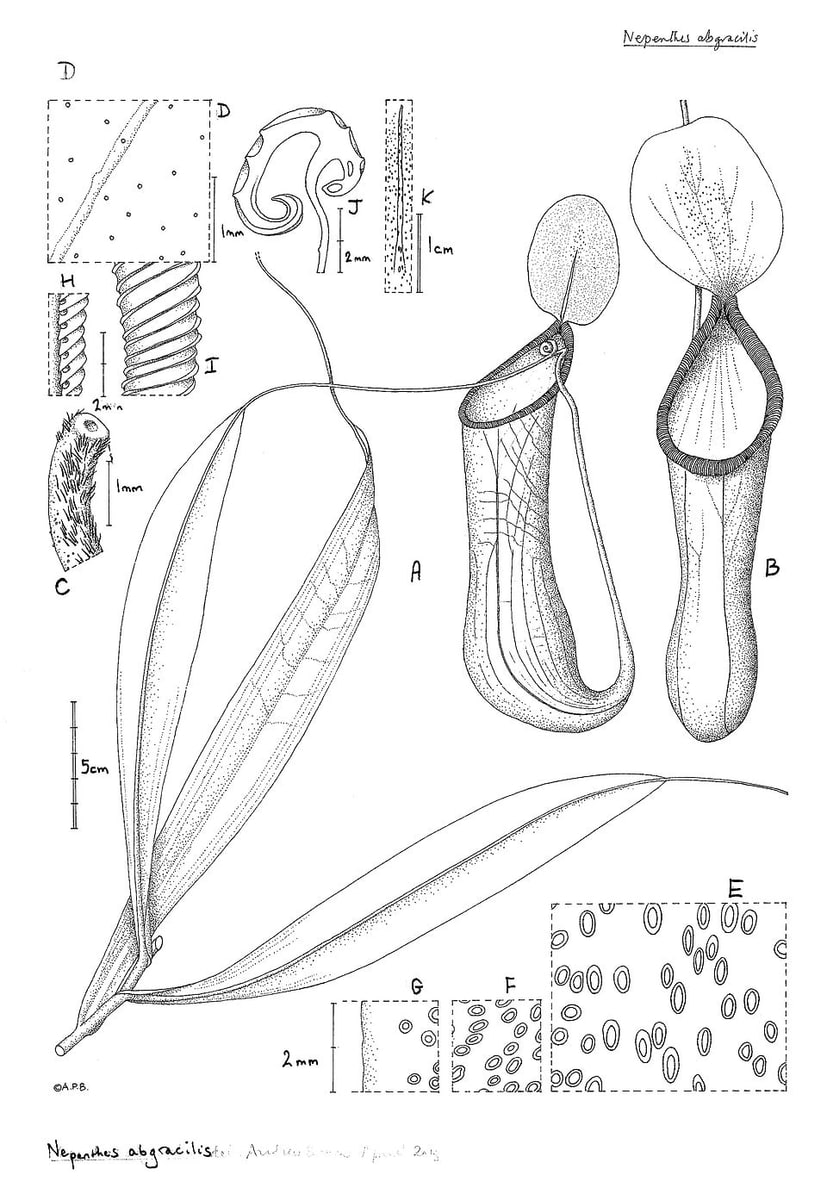 Nepenthes abgracilis
D
D
1mm
J
2mm
K
1cm
H
I
2mm
1mm
C
A
B
5cm
E
G
F
2mm
©A.P.B.
Nepenthes abgracilis